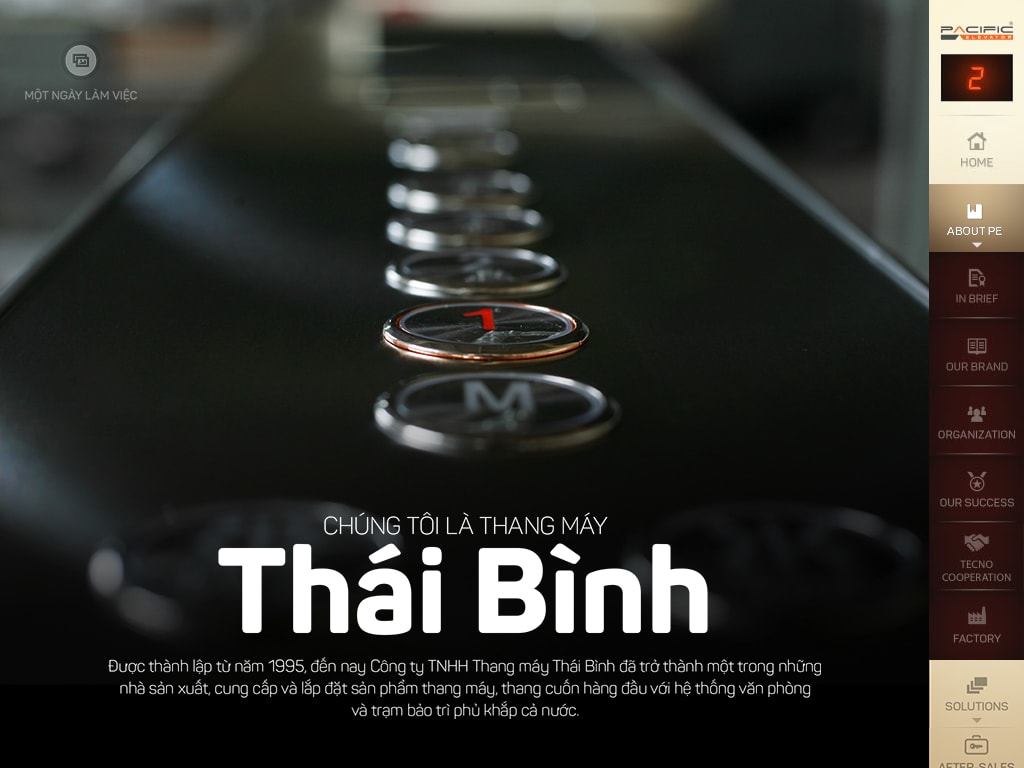 MỘT NGÀY LÀM VIỆC
1
M
CHÚNG TÔI LÀ THANG MÁY
Thái Bình
Được thành lập từ năm 1995, đến nay Công ty TNHH Thang máy Thái Bình đã trở thành một trong những
nhà sản xuất, cung cấp và lắp đặt sản phẩm thang máy, thang cuốn hàng đầu với hệ thống văn phòng
và trạm bảo trì phủ khắp cả nước.
PACIFIC
ELEVATOR
2
HOME
ABOUT PE
IN BRIEF
OUR BRAND
ORGANIZATION
OUR SUCCESS
TECNO
COOPERATION
FACTORY
SOLUTIONS
AFTER-SALES